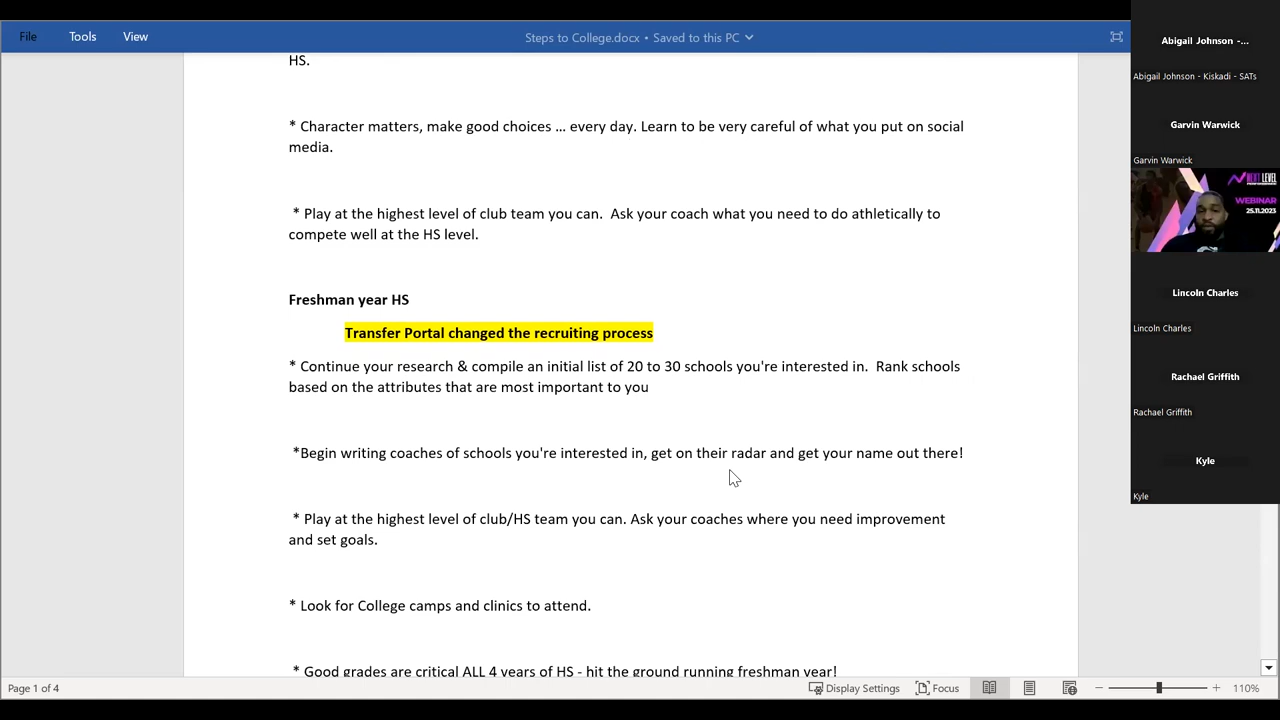 File Tools View Steps to College.docx • Saved to this PC
HS.
* Character matters, make good choices … every day. Learn to be very careful of what you put on social
media.
* Play at the highest level of club team you can.  Ask your coach what you need to do athletically to
compete well at the HS level.
Freshman year HS
Transfer Portal changed the recruiting process
* Continue your research & compile an initial list of 20 to 30 schools you're interested in.  Rank schools
based on the attributes that are most important to you
*Begin writing coaches of schools you're interested in, get on their radar and get your name out there!
* Play at the highest level of club/HS team you can. Ask your coaches where you need improvement
and set goals.
* Look for College camps and clinics to attend.
* Good grades are critical ALL 4 years of HS - hit the ground running freshman year!
Page 1 of 4 Display Settings Focus 110%
Abigail Johnson -...
Abigail Johnson - Kiskadi - SATs
Garvin Warwick
Garvin Warwick
NEXT LEVEL
PERFORMANCE
WEBINAR
25.11.2023
Lincoln Charles
Lincoln Charles
Rachael Griffith
Rachael Griffith
Kyle
Kyle